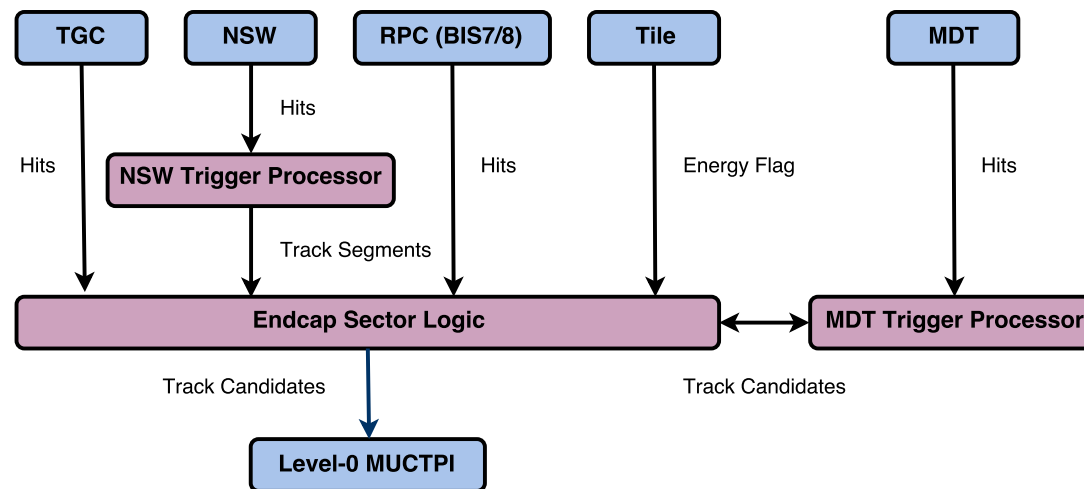 TGC
NSW
RPC (BIS7/8)
Tile
MDT
Hits
Hits
NSW Trigger Processor
Hits
Energy Flag
Hits
Track Segments
Endcap Sector Logic
MDT Trigger Processor
Track Candidates
Track Candidates
Level-0 MUCTPI